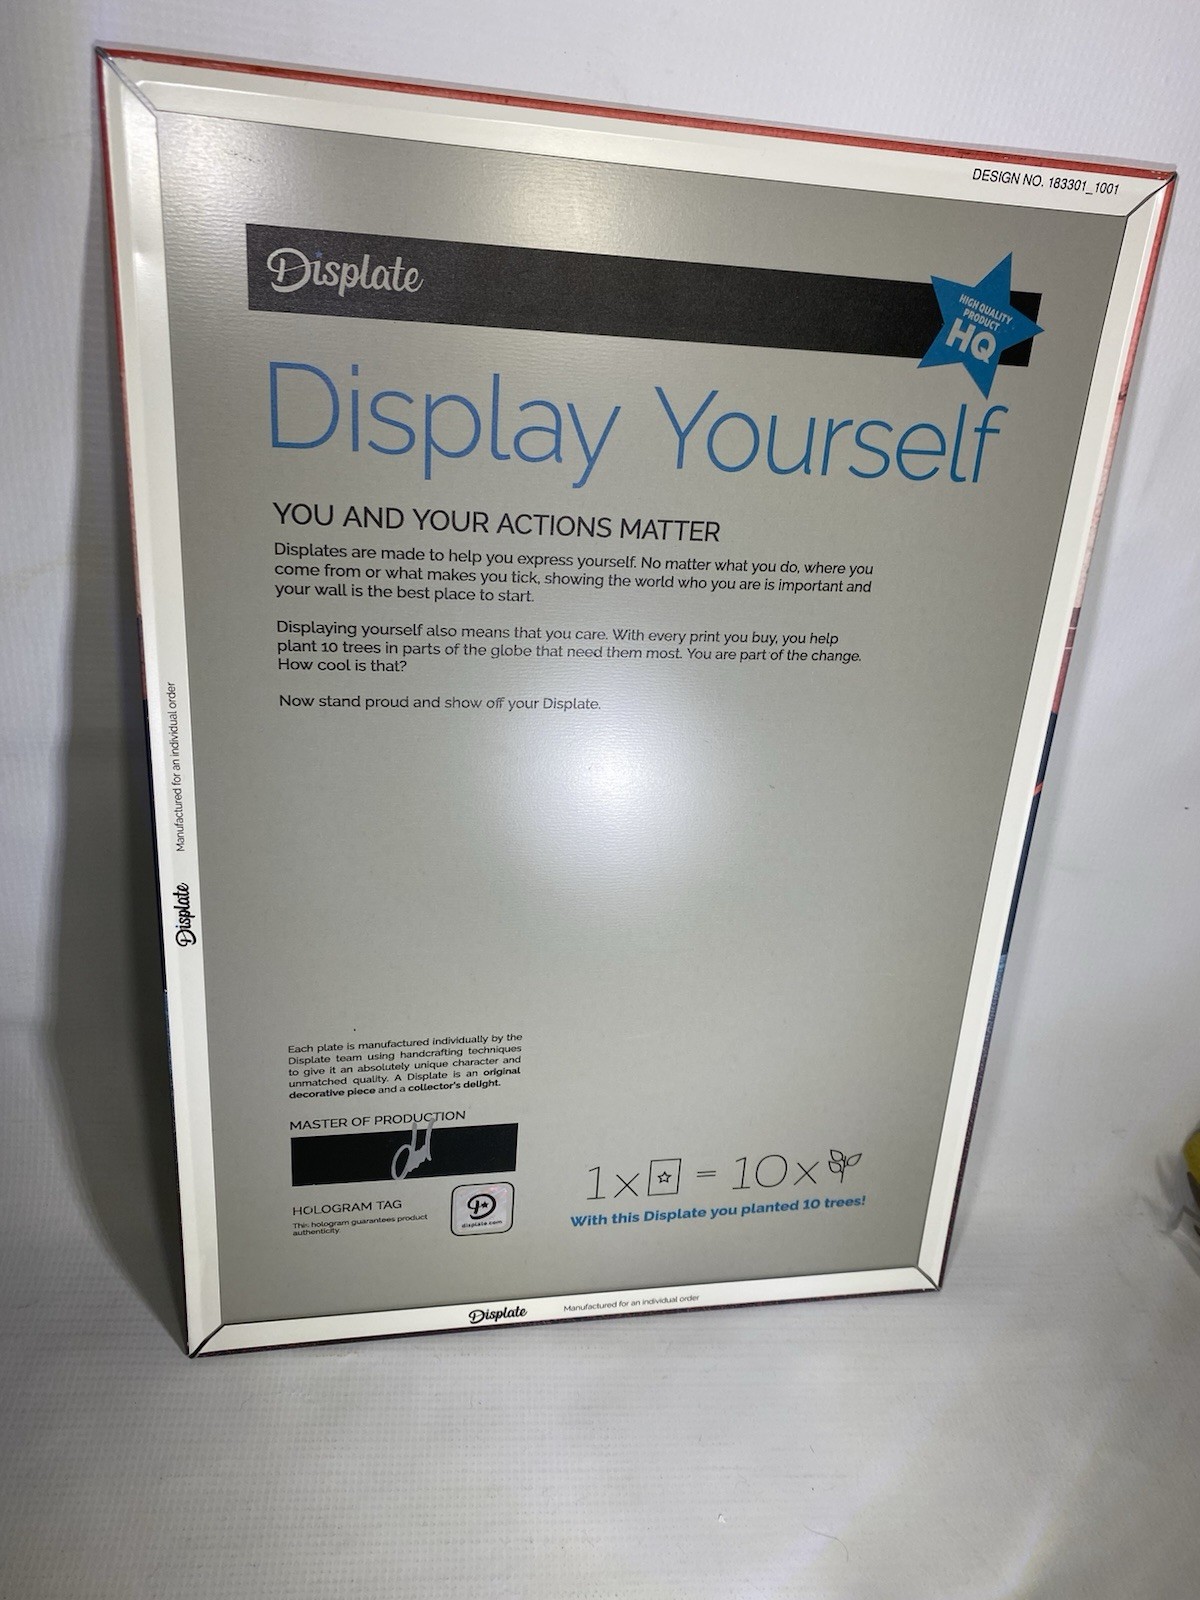 DESIGN NO. 183301_1001
Displate
HIGH QUALITY
PRODUCT
HQ
Display Yourself
YOU AND YOUR ACTIONS MATTER
Displates are made to help you express yourself. No matter what you do, where you
come from or what makes you tick, showing the world who you are is important and
your wall is the best place to start.
Displaying yourself also means that you care. With every print you buy, you help
plant 10 trees in parts of the globe that need them most. You are part of the change.
How cool is that?
Now stand proud and show off your Displate.
Displate Manufactured for an individual order
Each plate is manufactured individually by the
Displate team using handcrafting techniques
to give it an absolutely unique character and
unmatched quality. A Displate is an original
decorative piece and a collector's delight.
MASTER OF PRODUCTION
HOLOGRAM TAG
This hologram guarantees product
authenticity
displate.com
1x = 10x
With this Displate you planted 10 trees!
Displate Manufactured for an individual order